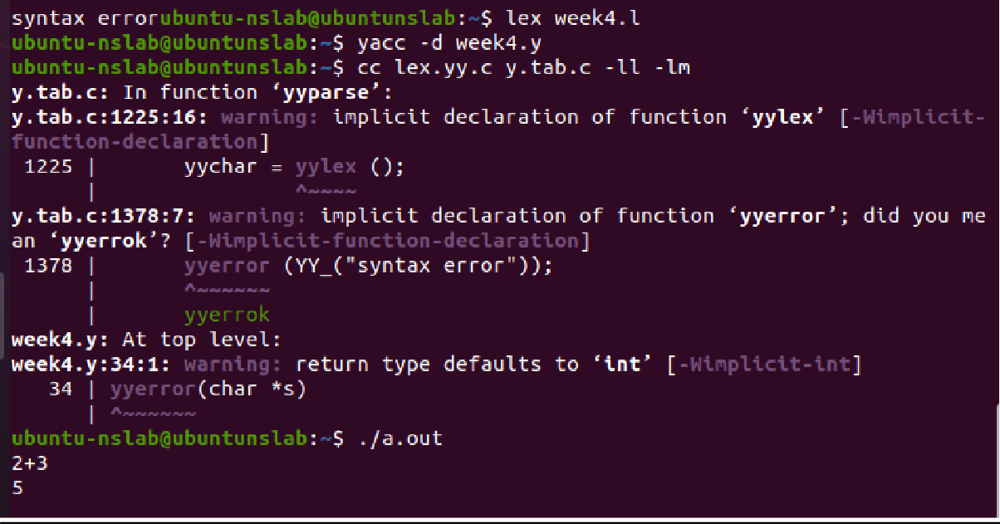 syntax errorubuntu-nslab@ubuntunslab:~$ lex week4.l
ubuntu-nslab@ubuntunslab:~$ yacc -d week4.y
ubuntu-nslab@ubuntunslab:~$ cc lex.yy.c y.tab.c -ll -lm
y.tab.c: In function ‘yyparse’:
y.tab.c:1225:16: warning: implicit declaration of function ‘yylex’ [-Wimplicit-
function-declaration]
 1225 |       yychar = yylex ();
      |                ^~~~~
y.tab.c:1378:7: warning: implicit declaration of function ‘yyerror’; did you me
an ‘yyerrok’? [-Wimplicit-function-declaration]
 1378 |       yyerror (YY_("syntax error"));
      |       ^~~~~~~
      |       yyerrok
week4.y: At top level:
week4.y:34:1: warning: return type defaults to ‘int’ [-Wimplicit-int]
   34 | yyerror(char *s)
      | ^~~~~~~
ubuntu-nslab@ubuntunslab:~$ ./a.out
2+3
5